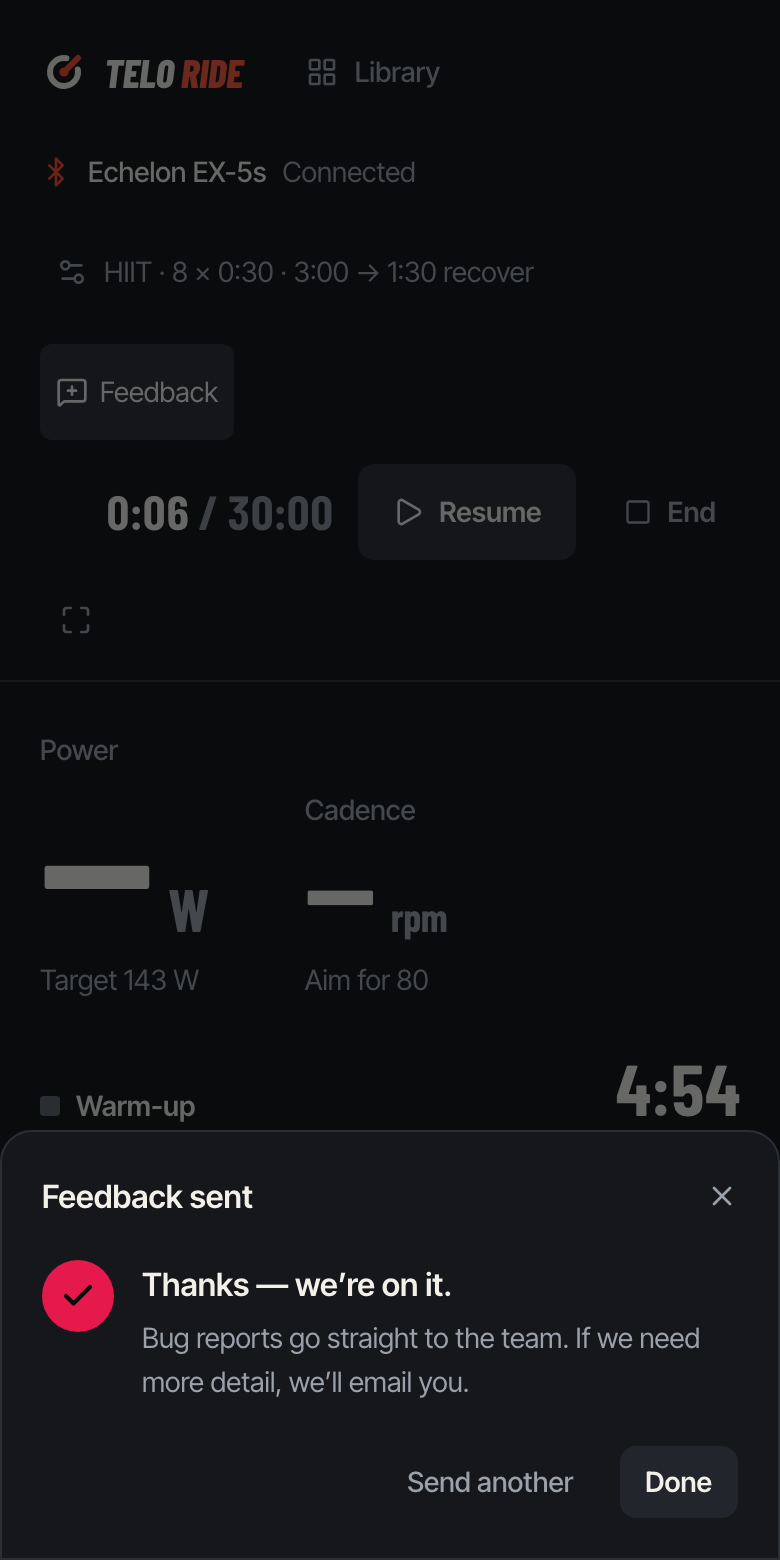 TELO RIDE
Library
Echelon EX-5s Connected
HIIT · 8 × 0:30 · 3:00 → 1:30 recover
Feedback
0:06 / 30:00
Resume
End
Power
Cadence
— W
— rpm
Target 143 W
Aim for 80
Warm-up
4:54
Feedback sent
Thanks — we’re on it.
Bug reports go straight to the team. If we need
more detail, we’ll email you.
Send another
Done